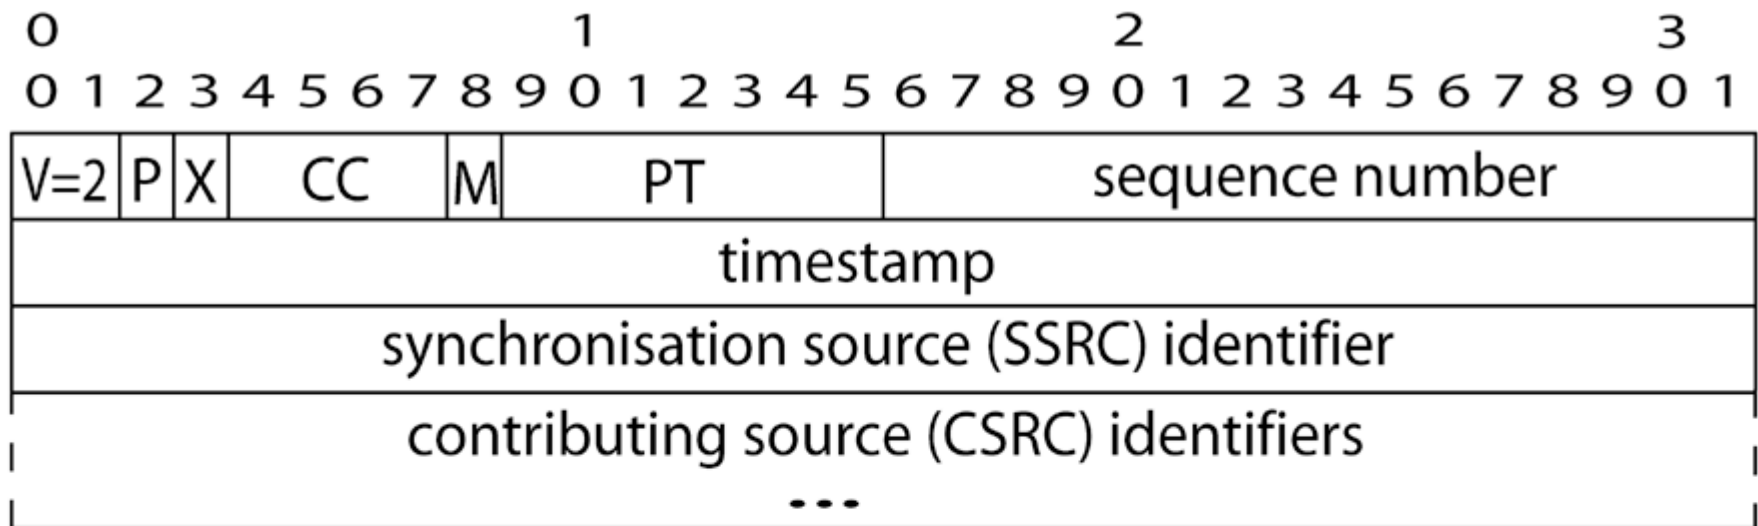 0 1 2 3
0 1 2 3 4 5 6 7 8 9 0 1 2 3 4 5 6 7 8 9 0 1 2 3 4 5 6 7 8 9 0 1
V=2 P X CC M PT sequence number
timestamp
synchronisation source (SSRC) identifier
contributing source (CSRC) identifiers
...